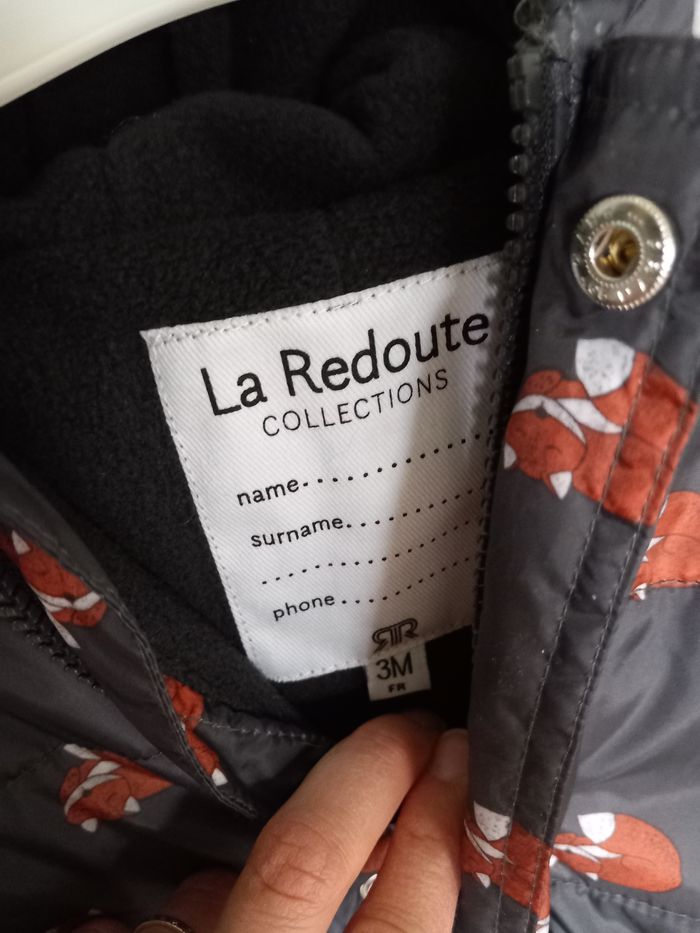 La Redoute
COLLECTIONS
name
surname
phone
3M
FR